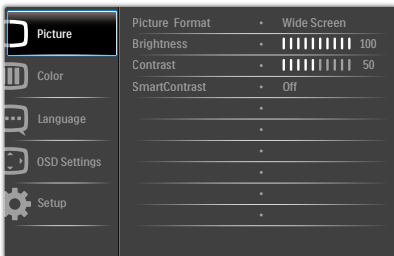 Picture
Color
Language
OSD Settings
Setup
Picture Format • Wide Screen
Brightness • 100
Contrast • 50
SmartContrast • Off
•
•
•
•
•
•